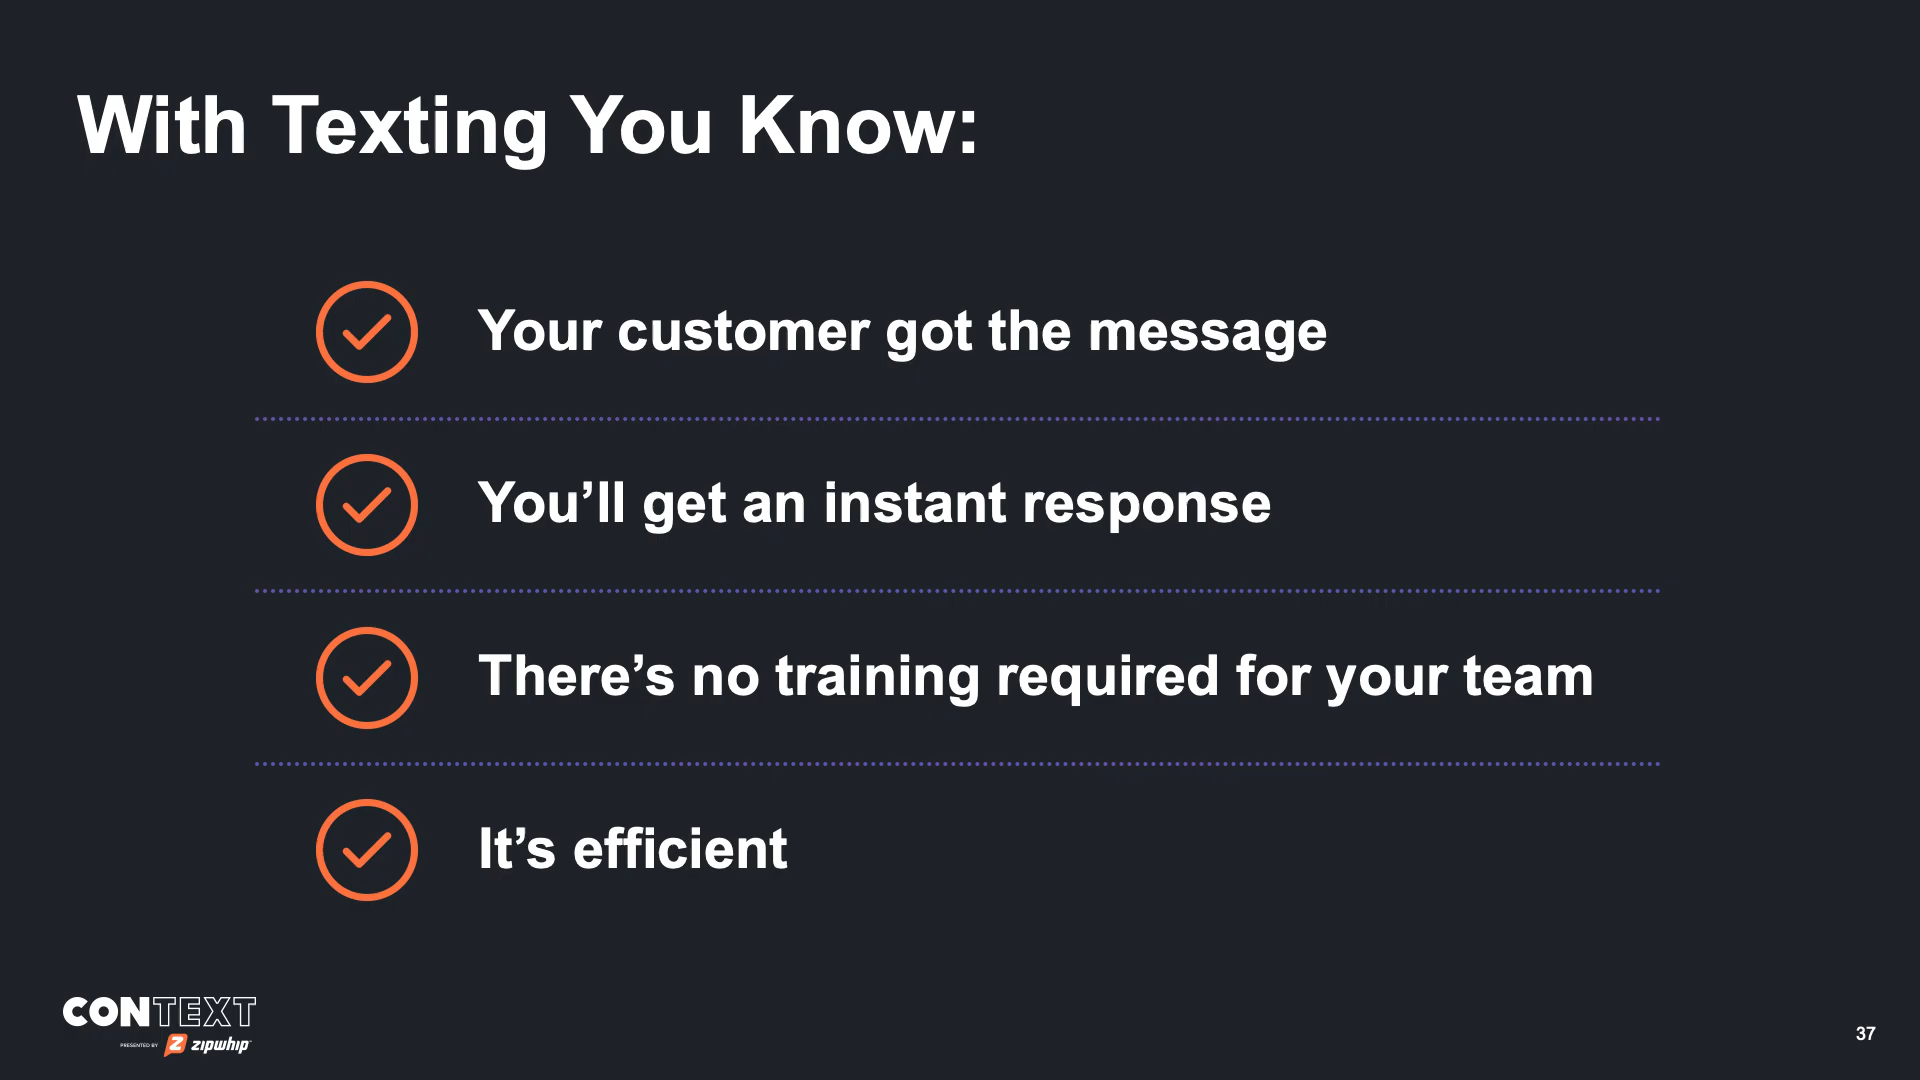 With Texting You Know:
Your customer got the message
You’ll get an instant response
There’s no training required for your team
It’s efficient
CONTEXT
PRESENTED BY zipwhip
37